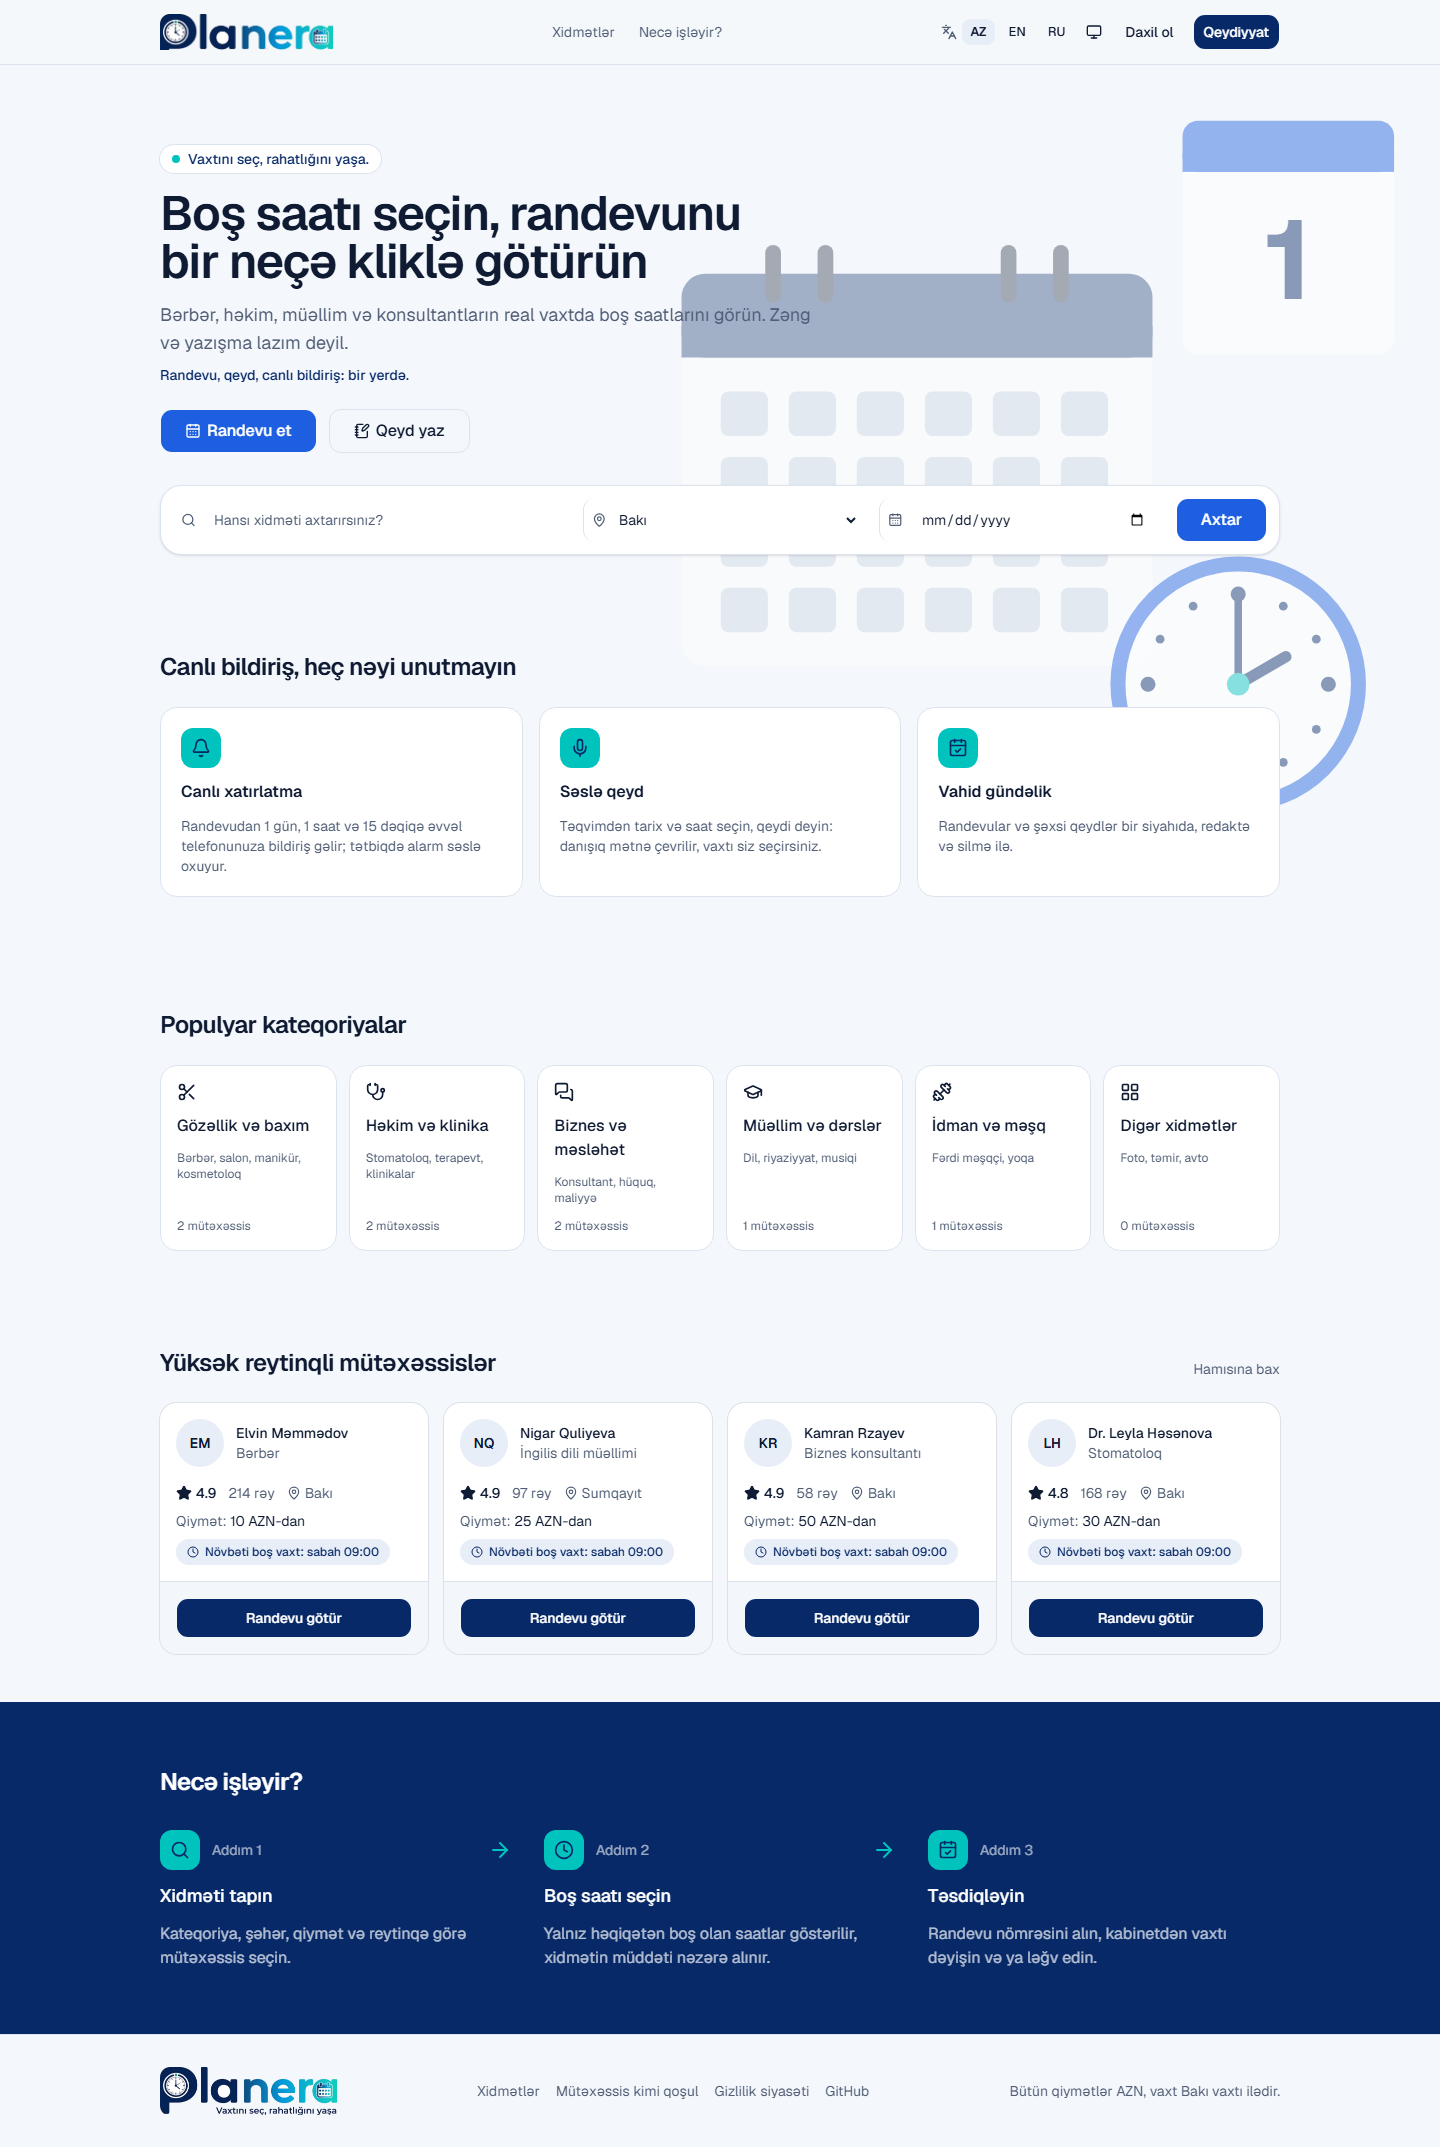 Planera
Xidmətlər
Necə işləyir?
AZ
EN
RU
Daxil ol
Qeydiyyat
Vaxtını seç, rahatlığını yaşa.
Boş saatı seçin, randevunu
bir neçə kliklə götürün
1
Bərbər, həkim, müəllim və konsultantların real vaxtda boş saatlarını görün. Zəng
və yazışma lazım deyil.
Randevu, qeyd, canlı bildiriş: bir yerdə.
Randevu et
Qeyd yaz
Hansı xidməti axtarırsınız?
Bakı
mm/dd/yyyy
Axtar
Canlı bildiriş, heç nəyi unutmayın
Canlı xatırlatma
Randevudan 1 gün, 1 saat və 15 dəqiqə əvvəl
telefonunuza bildiriş gəlir; tətbiqdə alarm səslə
oxuyur.
Səslə qeyd
Təqvimdən tarix və saat seçin, qeydi deyin:
danışıq mətnə çevrilir, vaxtı siz seçirsiniz.
Vahid gündəlik
Randevular və şəxsi qeydlər bir siyahıda, redaktə
və silmə ilə.
Populyar kateqoriyalar
Gözəllik və baxım
Bərbər, salon, manikür,
kosmetoloq
2 mütəxəssis
Həkim və klinika
Stomatoloq, terapevt,
klinikalar
2 mütəxəssis
Biznes və
məsləhət
Konsultant, hüquq,
maliyyə
2 mütəxəssis
Müəllim və dərslər
Dil, riyaziyyat, musiqi
1 mütəxəssis
İdman və məşq
Fərdi məşqçi, yoqa
1 mütəxəssis
Digər xidmətlər
Foto, təmir, avto
0 mütəxəssis
Yüksək reytinqli mütəxəssislər
Hamısına bax
EM
Elvin Məmmədov
Bərbər
4.9 214 rəy Bakı
Qiymət: 10 AZN-dan
Növbəti boş vaxt: sabah 09:00
Randevu götür
NQ
Nigar Quliyeva
İngilis dili müəllimi
4.9 97 rəy Sumqayıt
Qiymət: 25 AZN-dan
Növbəti boş vaxt: sabah 09:00
Randevu götür
KR
Kamran Rzayev
Biznes konsultantı
4.9 58 rəy Bakı
Qiymət: 50 AZN-dan
Növbəti boş vaxt: sabah 09:00
Randevu götür
LH
Dr. Leyla Həsənova
Stomatoloq
4.8 168 rəy Bakı
Qiymət: 30 AZN-dan
Növbəti boş vaxt: sabah 09:00
Randevu götür
Necə işləyir?
Addım 1
Xidməti tapın
Kateqoriya, şəhər, qiymət və reytinqə görə
mütəxəssis seçin.
Addım 2
Boş saatı seçin
Yalnız həqiqətən boş olan saatlar göstərilir,
xidmətin müddəti nəzərə alınır.
Addım 3
Təsdiqləyin
Randevu nömrəsini alın, kabinetdən vaxtı
dəyişin və ya ləğv edin.
Planera
Vaxtını seç, rahatlığını yaşa
Xidmətlər
Mütəxəssis kimi qoşul
Gizlilik siyasəti
GitHub
Bütün qiymətlər AZN, vaxt Bakı vaxtı ilədir.